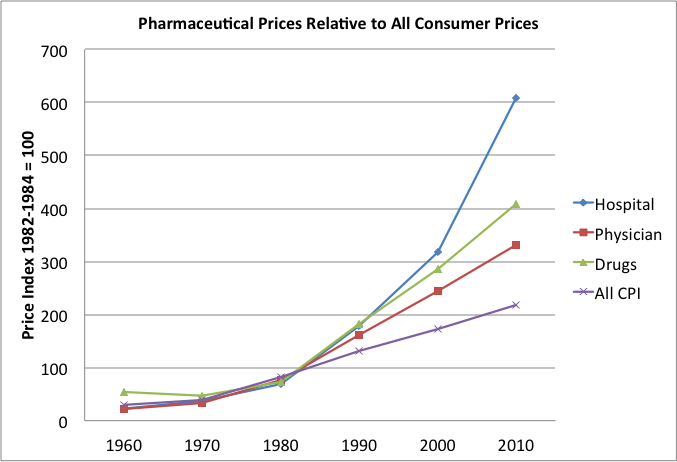 Pharmaceutical Prices Relative to All Consumer Prices
Price Index 1982-1984 = 100
700
600
500
400
300
200
100
0
1960 1970 1980 1990 2000 2010
Hospital
Physician
Drugs
All CPI